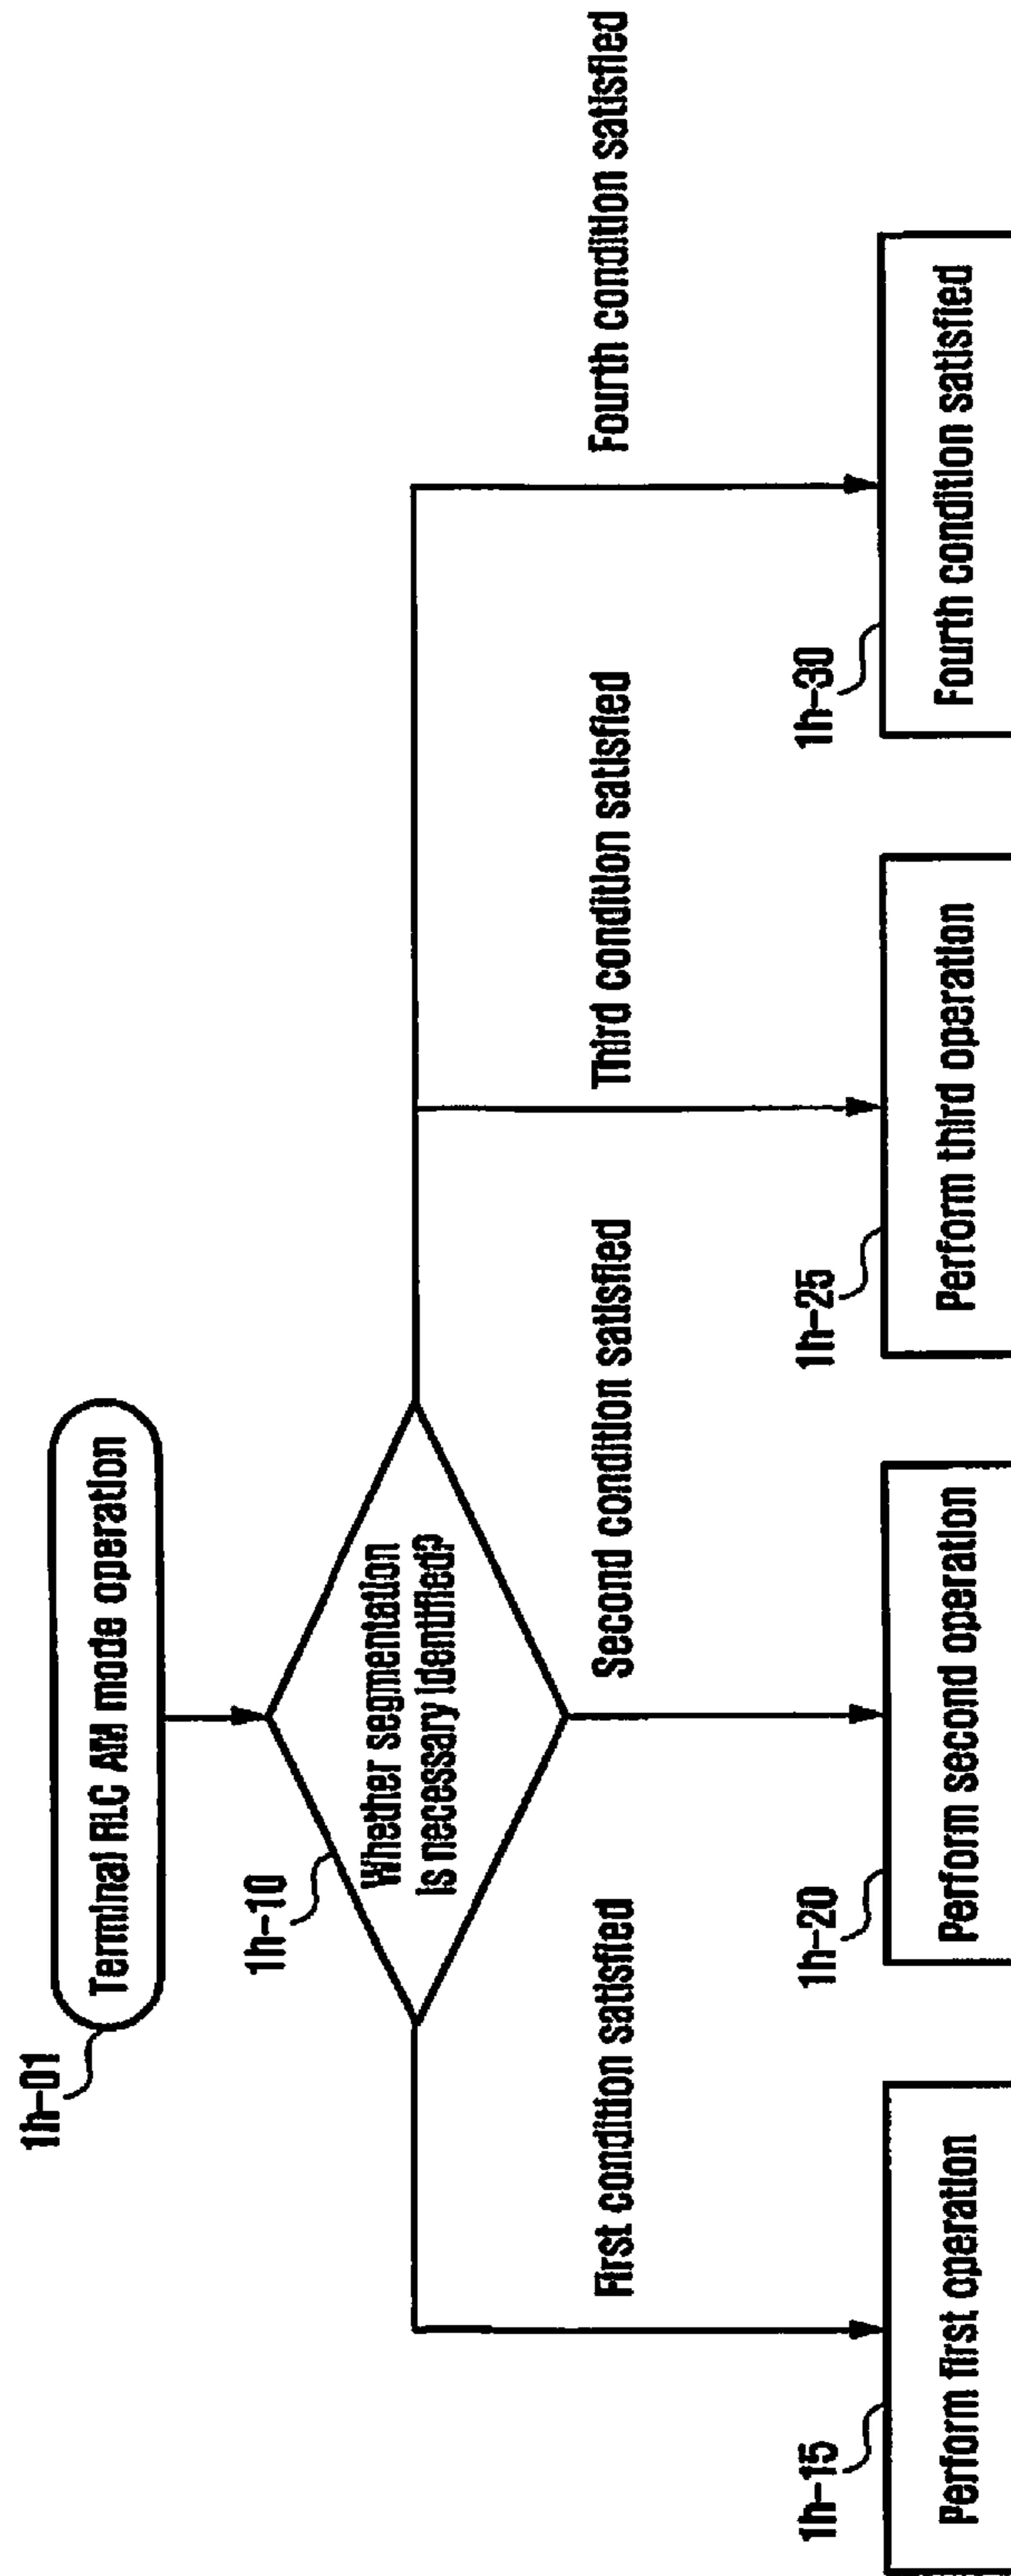 1h-01
Terminal RLC AM mode operation
1h-10
Whether segmentation
is necessary identified?
First condition satisfied
Second condition satisfied
Third condition satisfied
Fourth condition satisfied
1h-15
Perform first operation
1h-20
Perform second operation
1h-25
Perform third operation
1h-30
Fourth condition satisfied